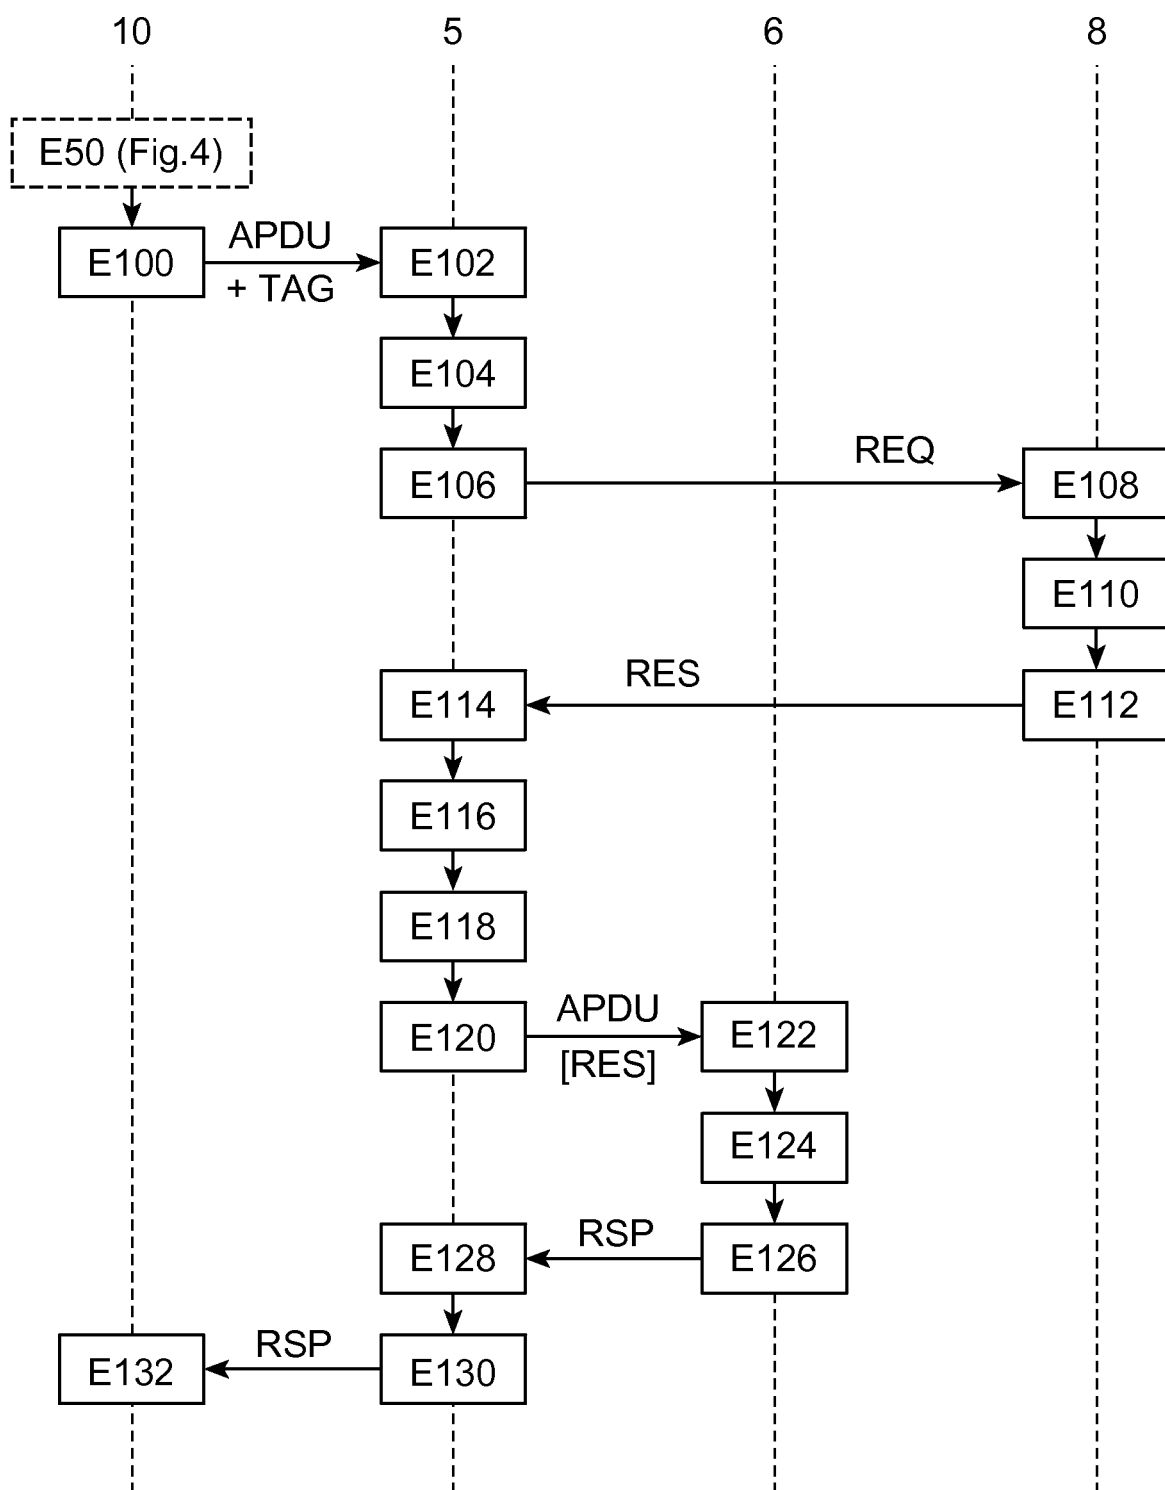 10 5 6 8
E50 (Fig.4)
E100 APDU E102
+ TAG
E104
E106 REQ E108
E110
E114 RES E112
E116
E118
E120 APDU E122
[RES]
E124
E128 RSP E126
E132 RSP E130